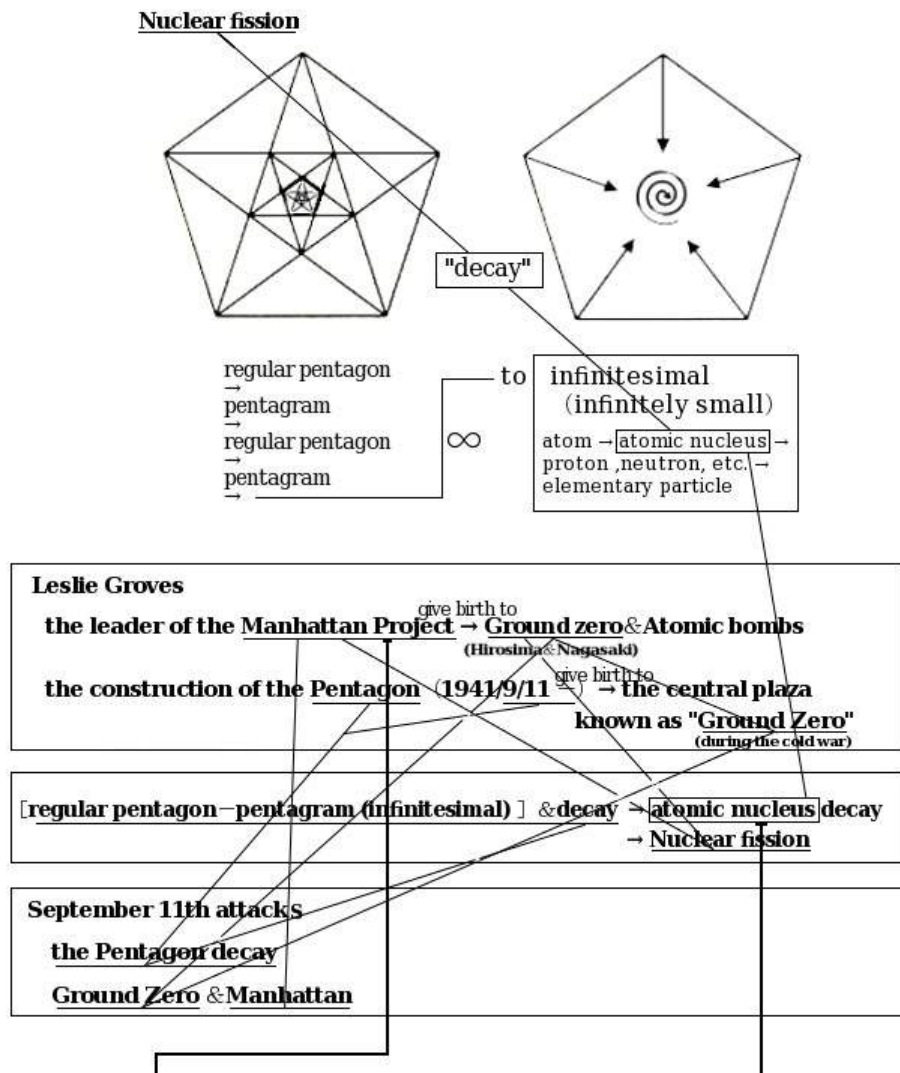 Nuclear fission
"decay"
regular pentagon
→
pentagram
→
regular pentagon
→
pentagram
→
∞
to infinitesimal
(infinitely small)
atom → atomic nucleus →
proton ,neutron, etc. →
elementary particle
Leslie Groves
give birth to
the leader of the Manhattan Project → Ground zero&Atomic bombs
(Hirosima&Nagasaki)
give birth to
the construction of the Pentagon (1941/9/11 —) → the central plaza
known as "Ground Zero"
(during the cold war)
[regular pentagon—pentagram (infinitesimal) ] &decay → atomic nucleus decay
→ Nuclear fission
September 11th attacks
the Pentagon decay
Ground Zero &Manhattan